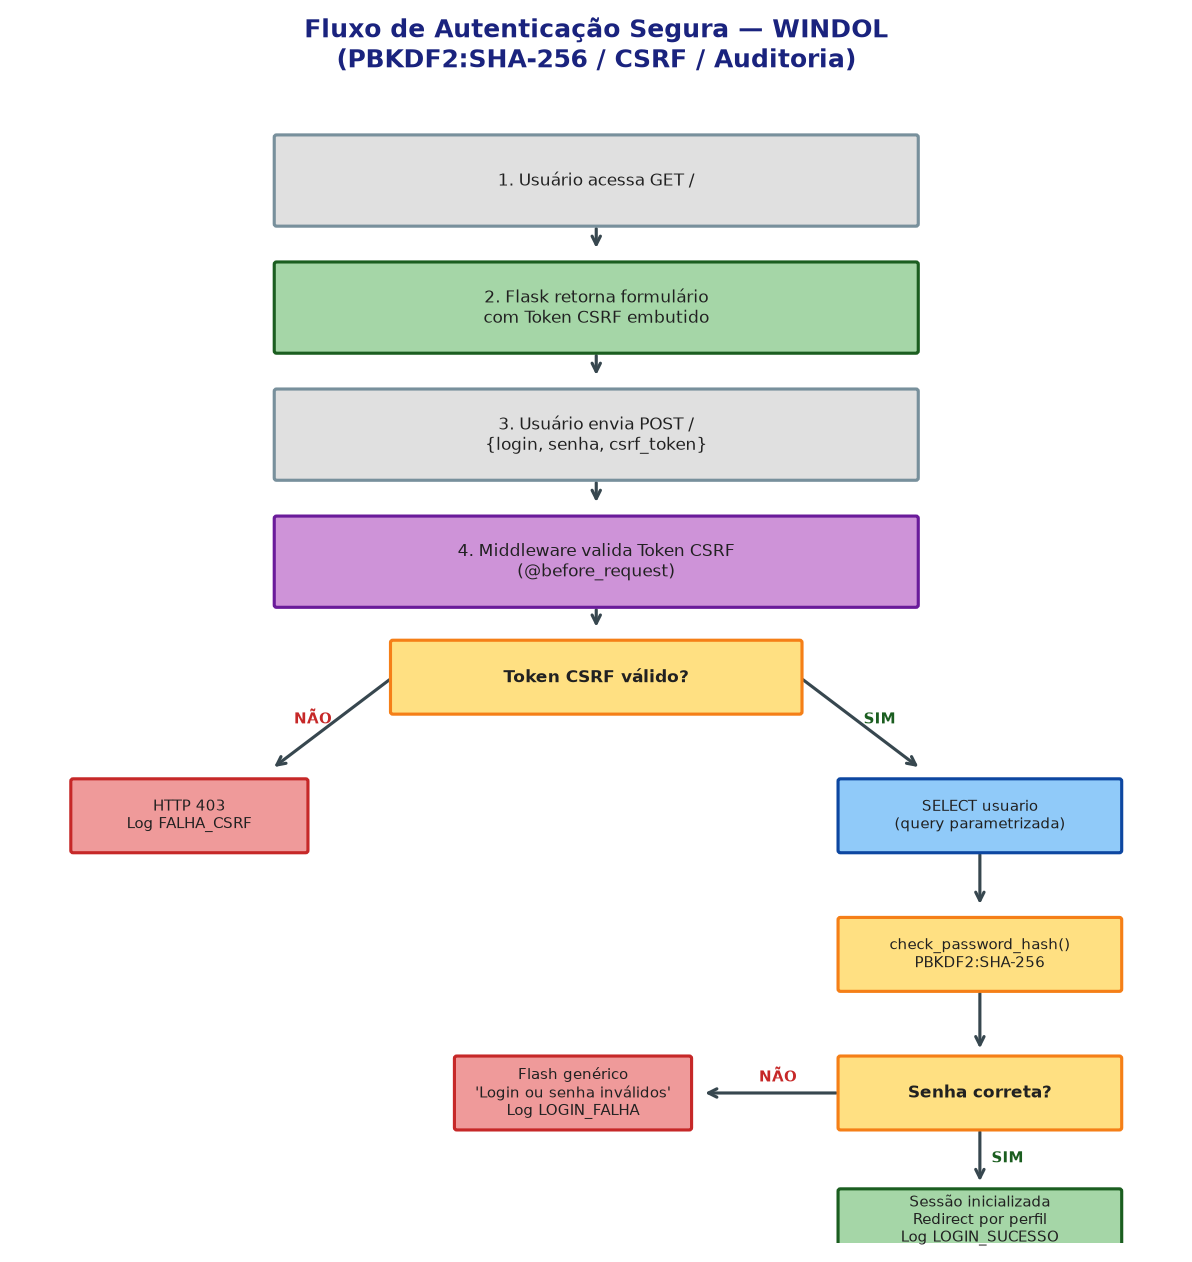 Fluxo de Autenticação Segura — WINDOL
(PBKDF2:SHA-256 / CSRF / Auditoria)
1. Usuário acessa GET /
2. Flask retorna formulário
com Token CSRF embutido
3. Usuário envia POST /
{login, senha, csrf_token}
4. Middleware valida Token CSRF
(@before_request)
Token CSRF válido?
NÃO
SIM
HTTP 403
Log FALHA_CSRF
SELECT usuario
(query parametrizada)
check_password_hash()
PBKDF2:SHA-256
Senha correta?
NÃO
Flash genérico
'Login ou senha inválidos'
Log LOGIN_FALHA
SIM
Sessão inicializada
Redirect por perfil
Log LOGIN_SUCESSO